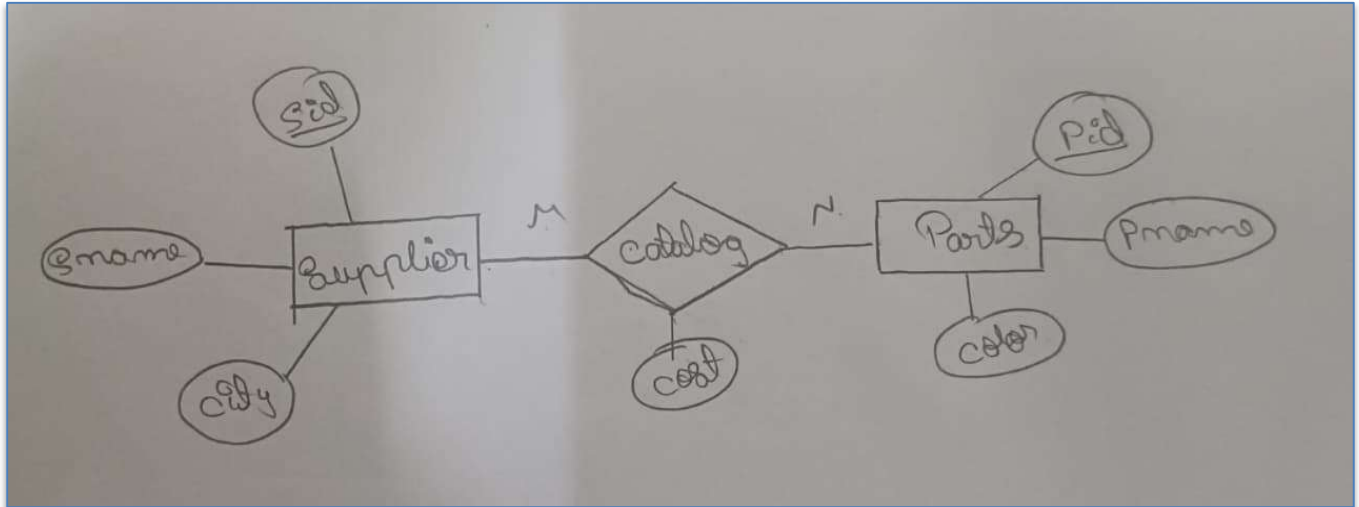 Sid
Pid
M
N.
Sname
Supplier
Catalog
Parts
Pname
City
cost
color